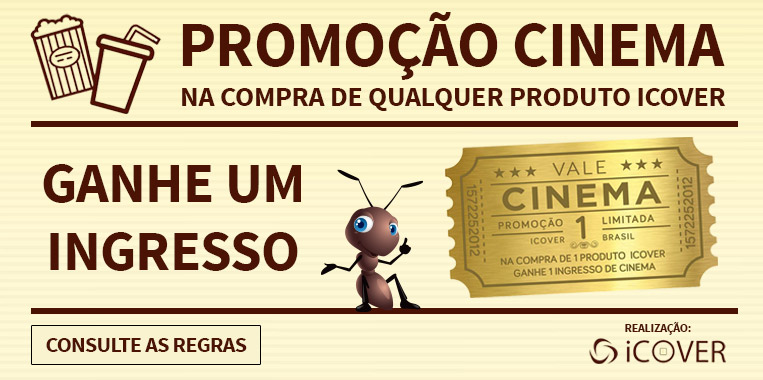 PROMOÇÃO CINEMA
NA COMPRA DE QUALQUER PRODUTO ICOVER
GANHE UM
INGRESSO
★★★ VALE ★★★
CINEMA
PROMOÇÃO 1 LIMITADA
ICOVER BRASIL
NA COMPRA DE 1 PRODUTO ICOVER
GANHE 1 INGRESSO DE CINEMA
1572252012
1572252012
CONSULTE AS REGRAS
REALIZAÇÃO:
iCOVER